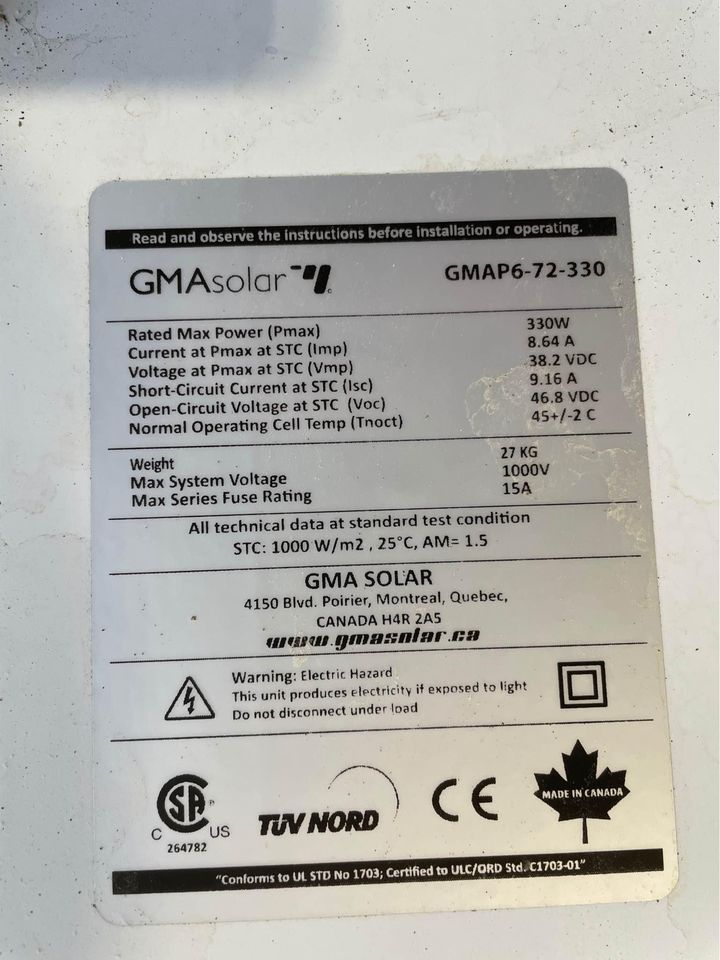 Read and observe the instructions before installation or operating.
GMAsolar GMAP6-72-330
Rated Max Power (Pmax) 330W
Current at Pmax at STC (Imp) 8.64 A
Voltage at Pmax at STC (Vmp) 38.2 VDC
Short-Circuit Current at STC (Isc) 9.16 A
Open-Circuit Voltage at STC (Voc) 46.8 VDC
Normal Operating Cell Temp (Tnoct) 45+/-2 C
Weight 27 KG
Max System Voltage 1000V
Max Series Fuse Rating 15A
All technical data at standard test condition
STC: 1000 W/m2 , 25°C, AM= 1.5
GMA SOLAR
4150 Blvd. Poirier, Montreal, Quebec,
CANADA H4R 2A5
www.gmasolar.ca
Warning: Electric Hazard
This unit produces electricity if exposed to light
Do not disconnect under load
C SA US
264782
TÜV NORD
CE
MADE IN CANADA
"Conforms to UL STD No 1703; Certified to ULC/ORD Std. C1703-01"